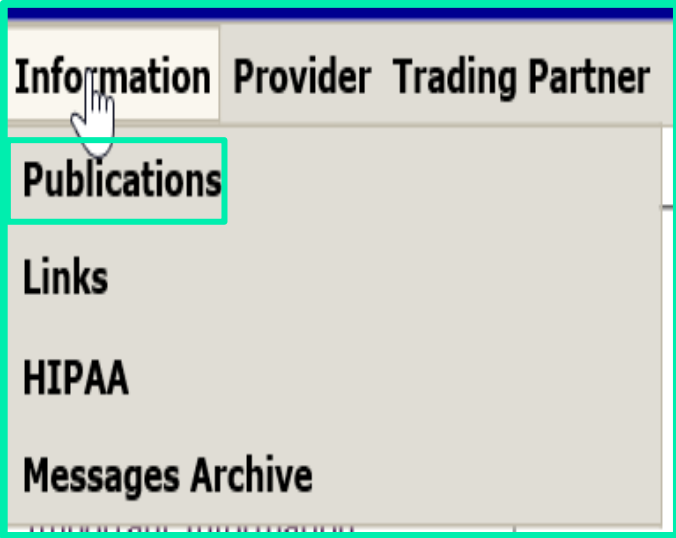 Information Provider Trading Partner
Publications
Links
HIPAA
Messages Archive